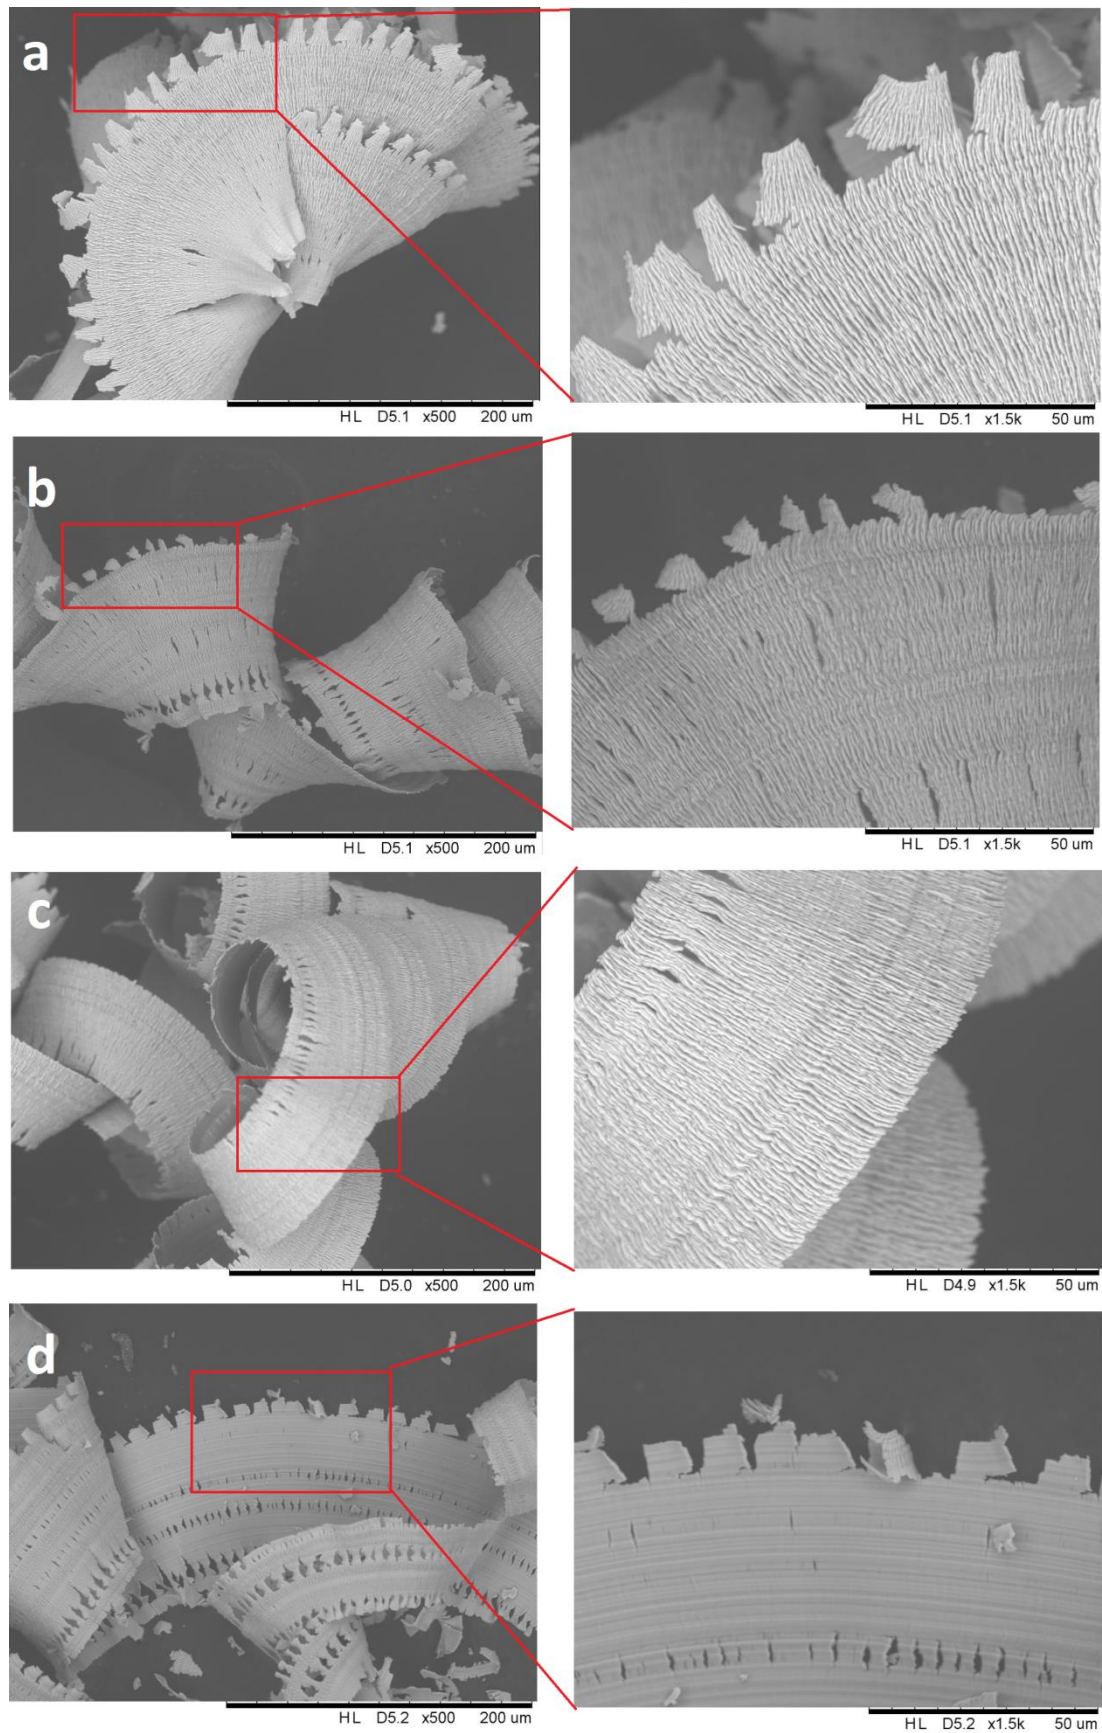 a
HL D5.1 x500 200 um
HL D5.1 x1.5k 50 um
b
HL D5.1 x500 200 um
HL D5.1 x1.5k 50 um
c
HL D5.0 x500 200 um
HL D4.9 x1.5k 50 um
d
HL D5.2 x500 200 um
HL D5.2 x1.5k 50 um